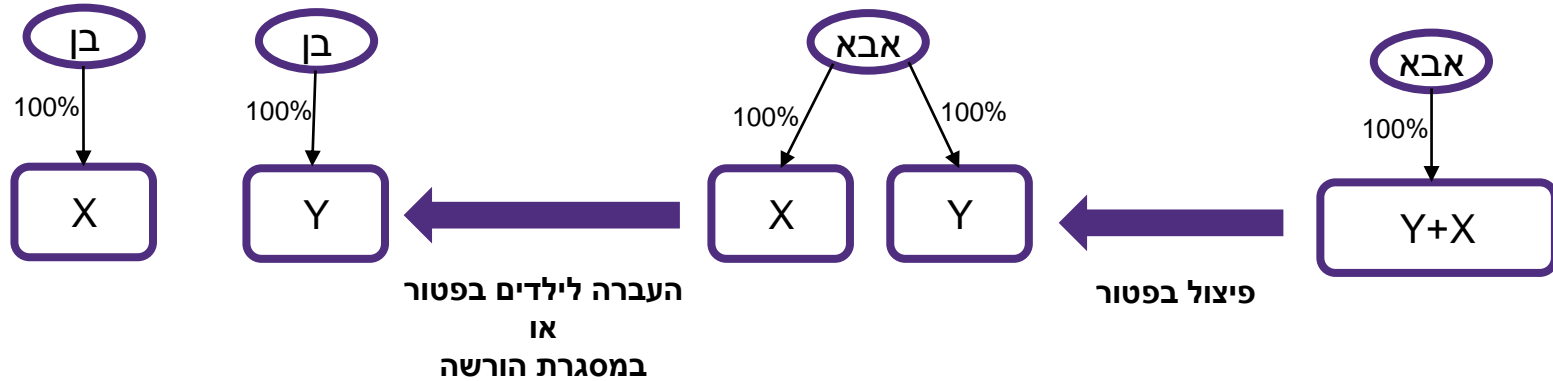 אבא
100%
Y+X
פיצול בפטור
אבא
100%
100%
Y
X
העברה לילדים בפטור
או
במסגרת הורשה
בן
100%
Y
בן
100%
X